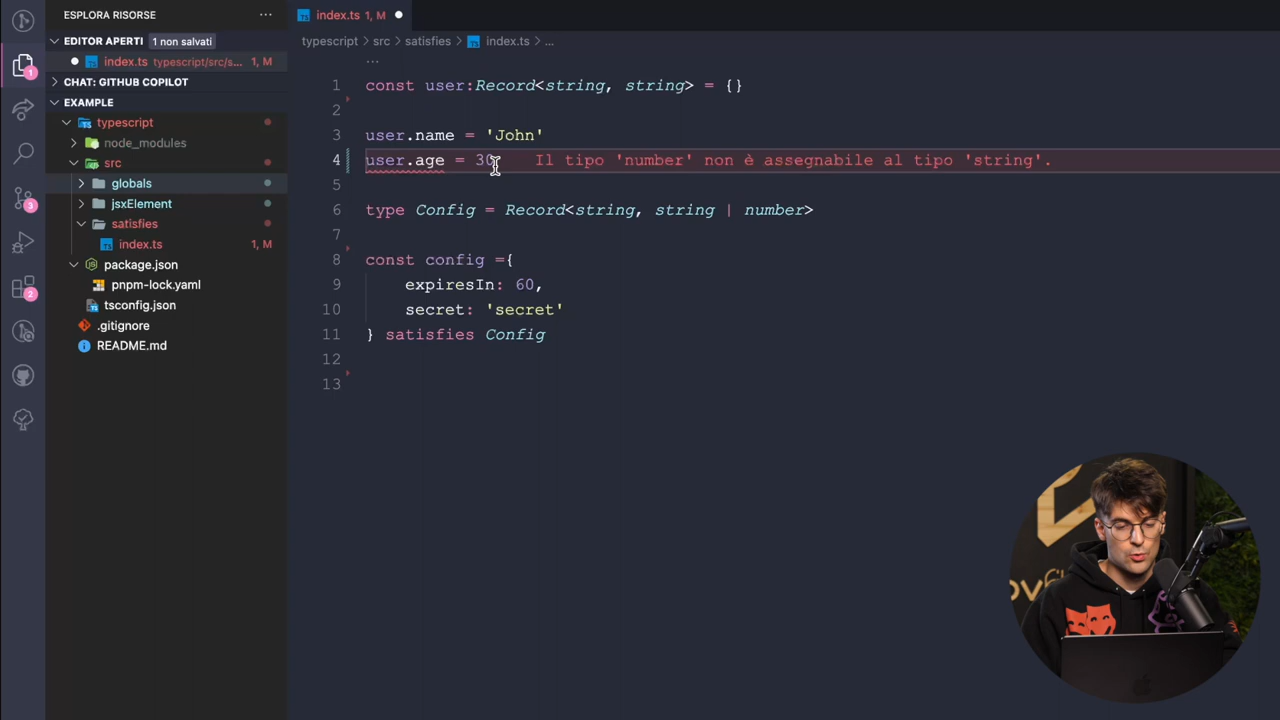 ESPLORA RISORSE
EDITOR APERTI 1 non salvati
index.ts typescript/src/s... 1, M
CHAT: GITHUB COPILOT
EXAMPLE
typescript
node_modules
src
globals
jsxElement
satisfies
index.ts 1, M
package.json
pnpm-lock.yaml
tsconfig.json
.gitignore
README.md
1
3
2
index.ts 1, M
typescript > src > satisfies > index.ts > ...
1 const user:Record<string, string> = {}
2
3 user.name = 'John'
4 user.age = 30 Il tipo 'number' non è assegnabile al tipo 'string'.
5
6 type Config = Record<string, string | number>
7
8 const config ={
9 expiresIn: 60,
10 secret: 'secret'
11 } satisfies Config
12
13